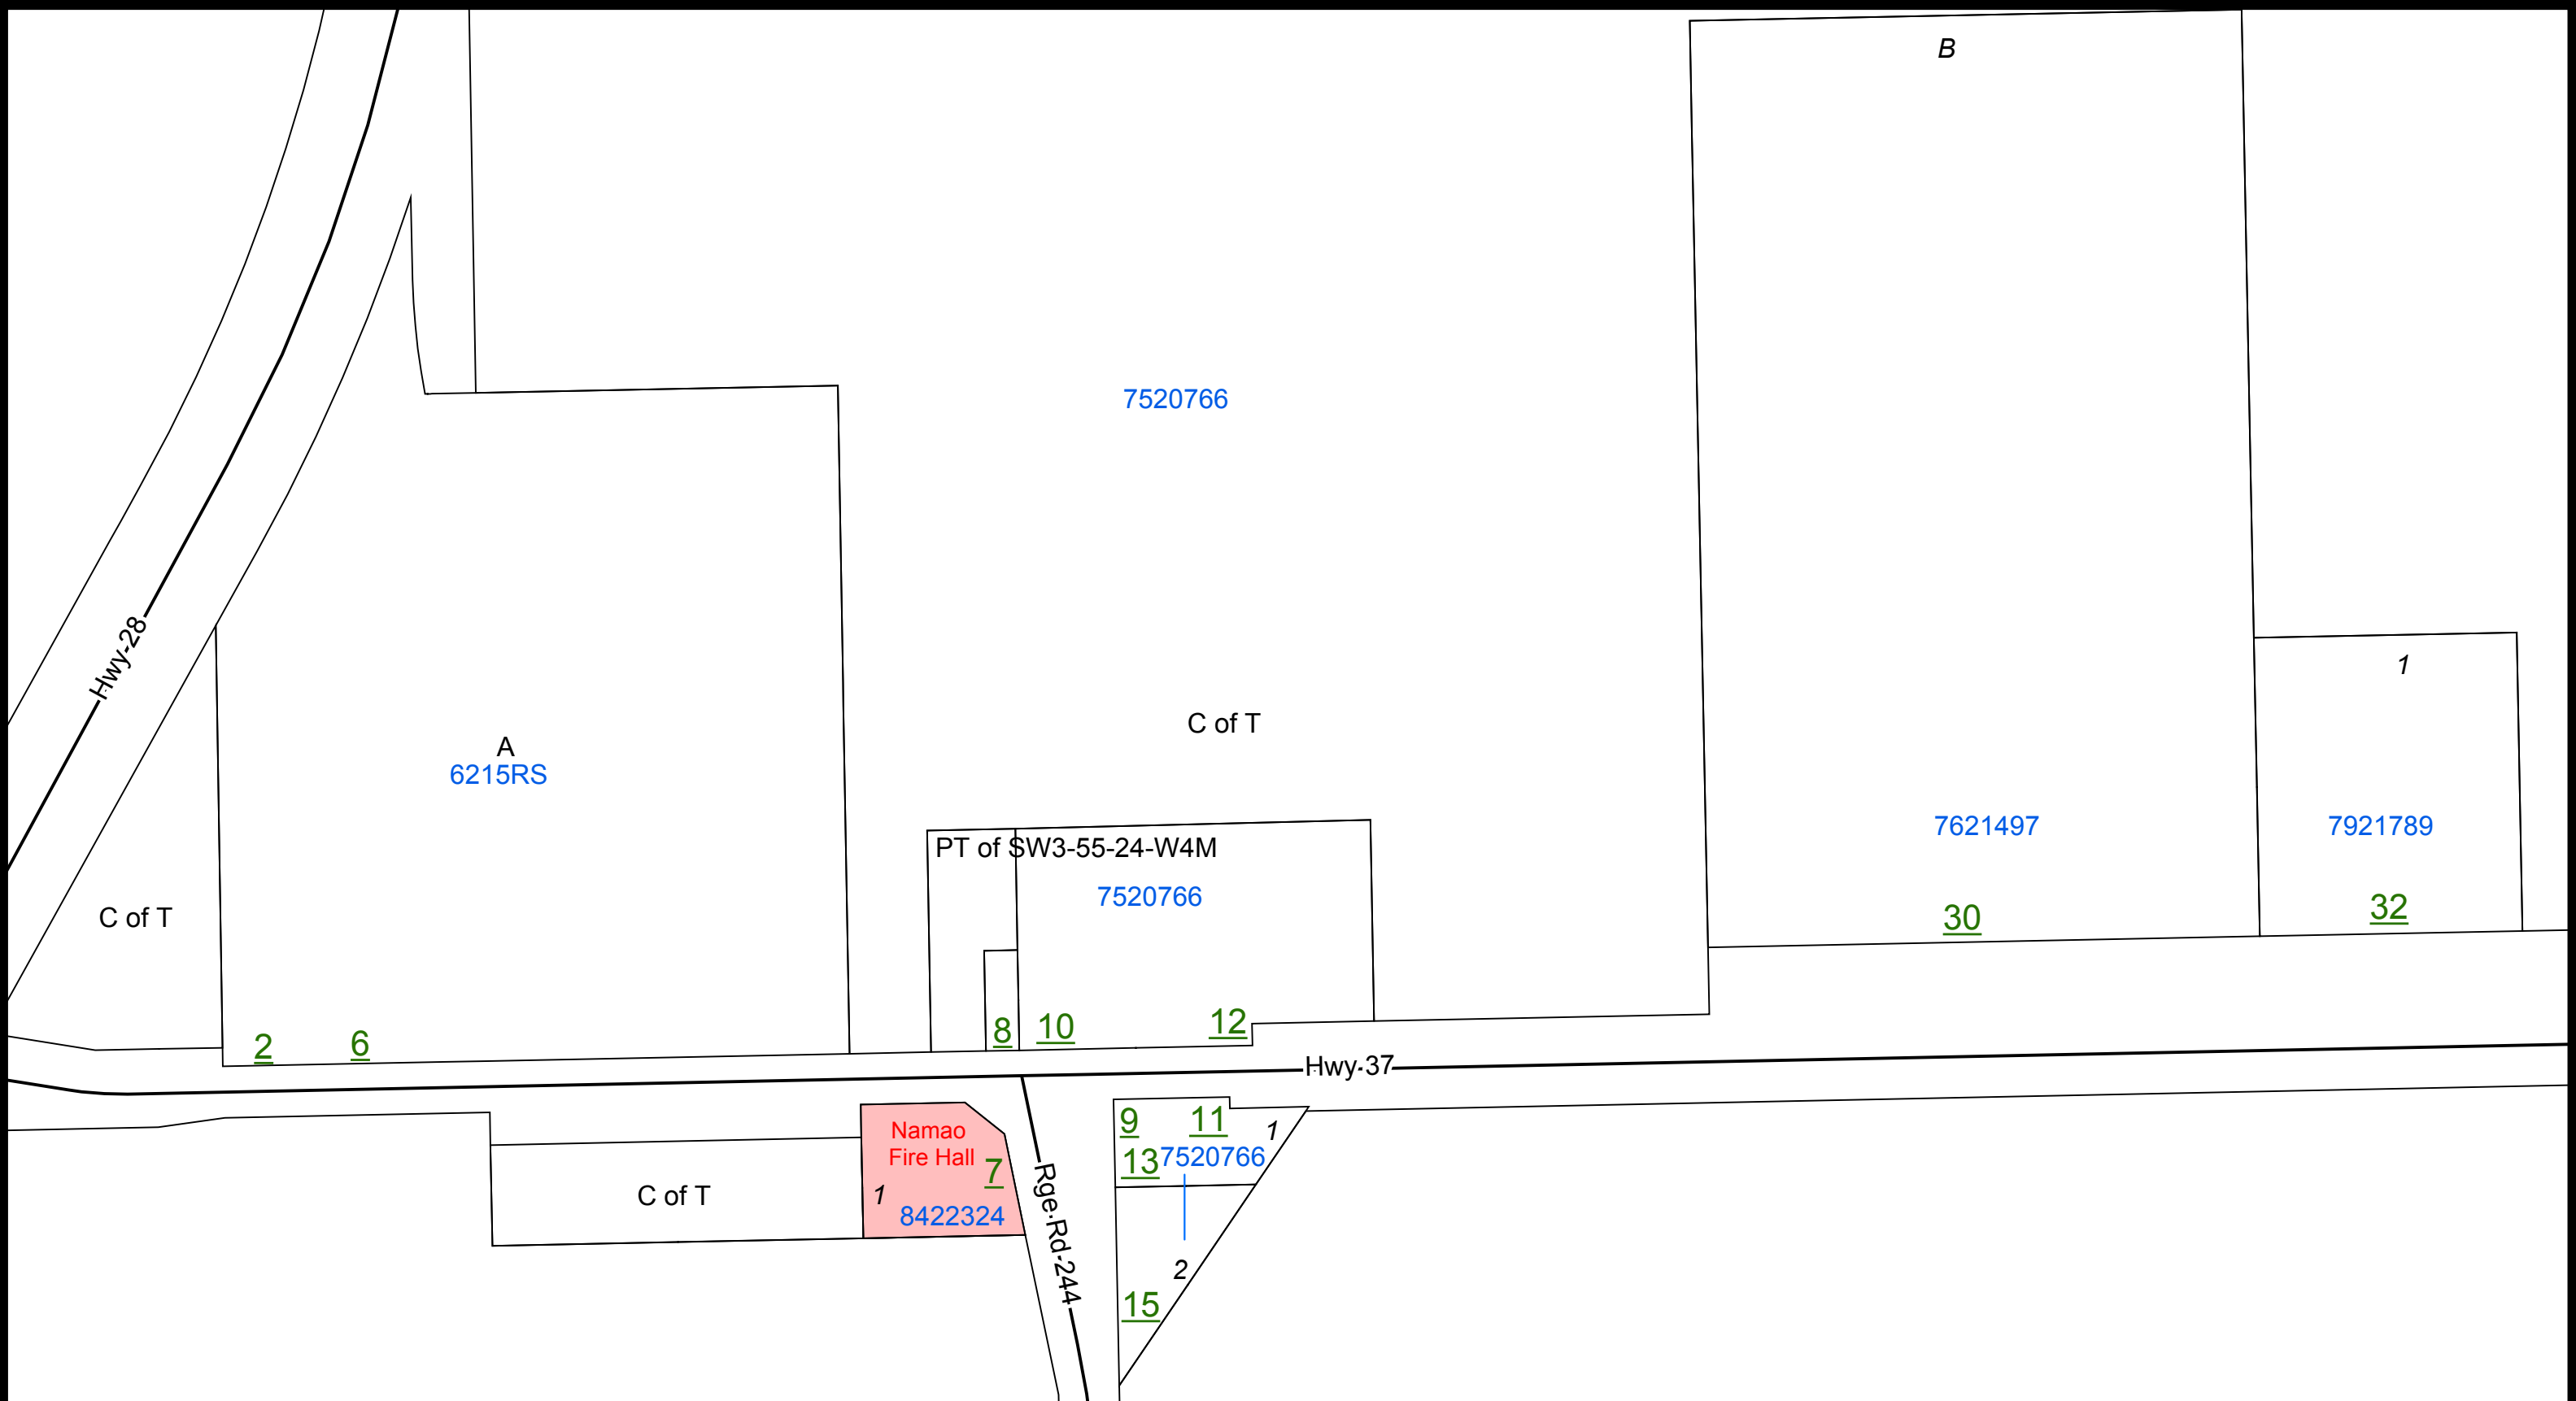 B
7520766
Hwy-28
1
C of T
A
6215RS
7621497
7921789
PT of SW3-55-24-W4M
7520766
C of T
30
32
2
6
8
10
12
Hwy-37
Namao
Fire Hall
7
1
8422324
C of T
Rge-Rd-244
9
11
1
13
7520766
2
15